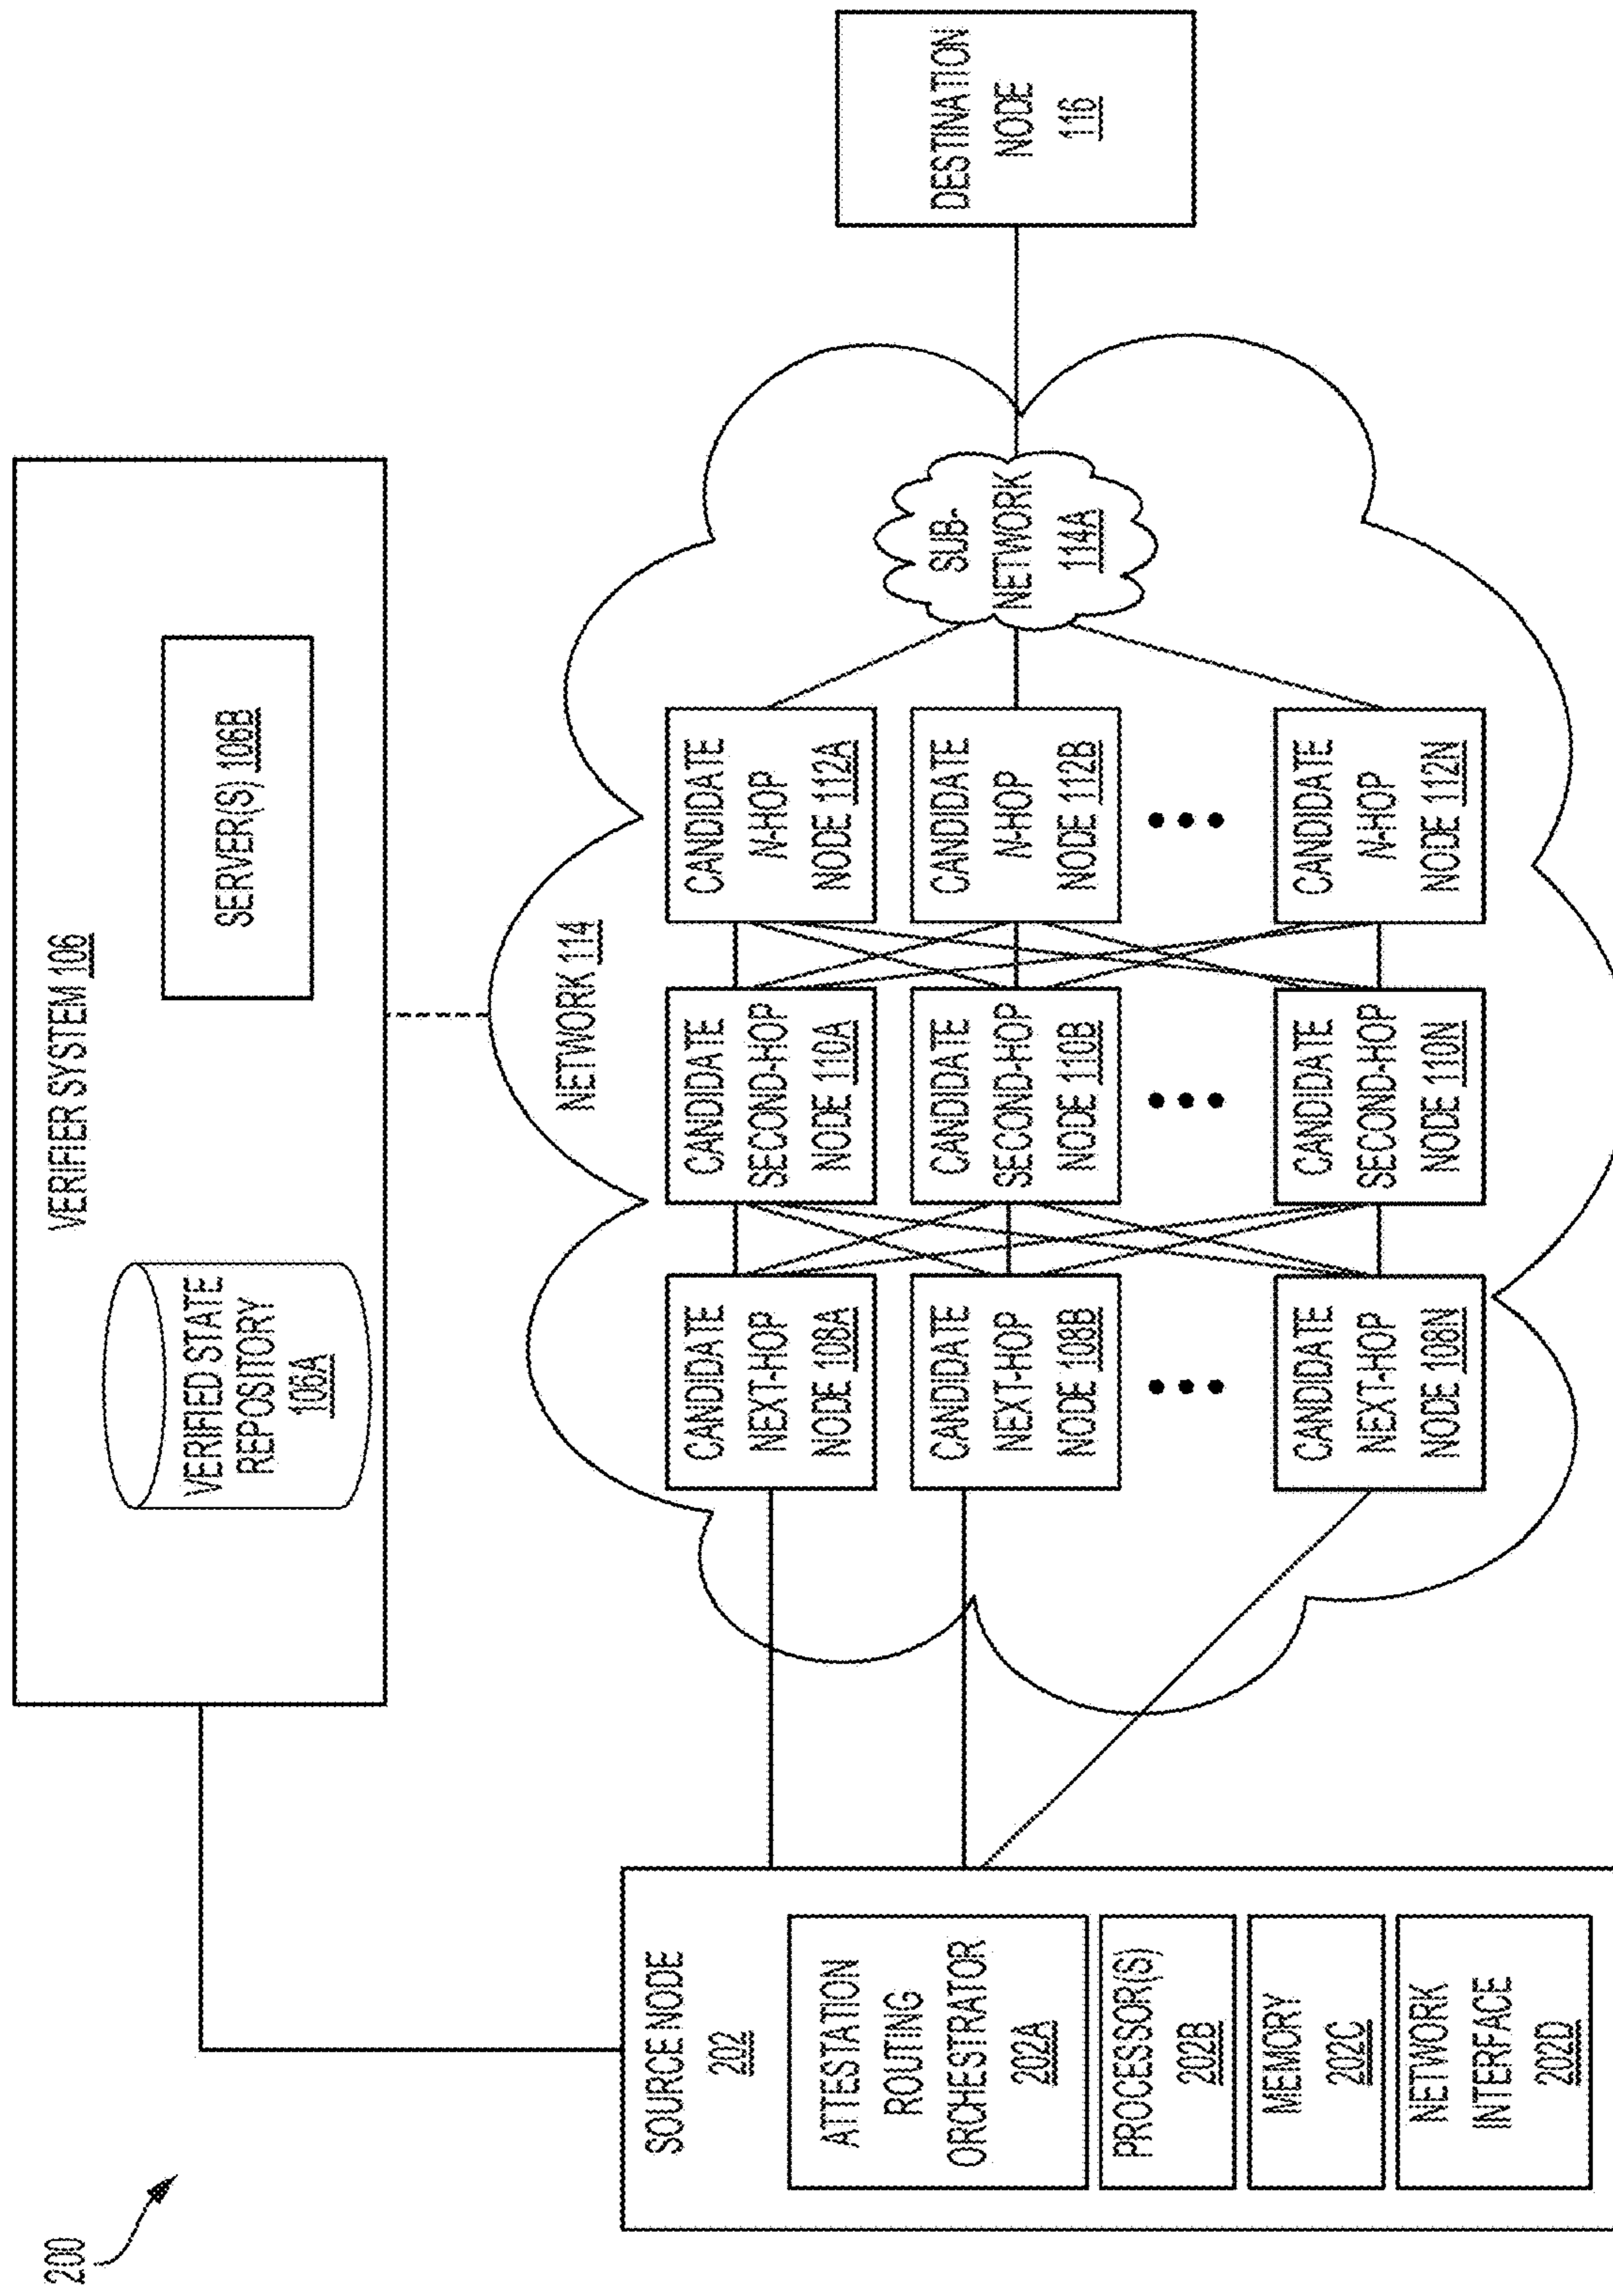 200
VERIFIER SYSTEM 106
VERIFIED STATE
REPOSITORY
106A
SERVER(S) 106B
SOURCE NODE
202
ATTESTATION
ROUTING
ORCHESTRATOR
202A
PROCESSOR(S)
202B
MEMORY
202C
NETWORK
INTERFACE
202D
NETWORK 114
CANDIDATE
NEXT-HOP
NODE 108A
CANDIDATE
SECOND-HOP
NODE 110A
CANDIDATE
N-HOP
NODE 112A
CANDIDATE
NEXT-HOP
NODE 108B
CANDIDATE
SECOND-HOP
NODE 110B
CANDIDATE
N-HOP
NODE 112B
CANDIDATE
NEXT-HOP
NODE 108N
CANDIDATE
SECOND-HOP
NODE 110N
CANDIDATE
N-HOP
NODE 112N
SUB-
NETWORK
114A
DESTINATION
NODE
116